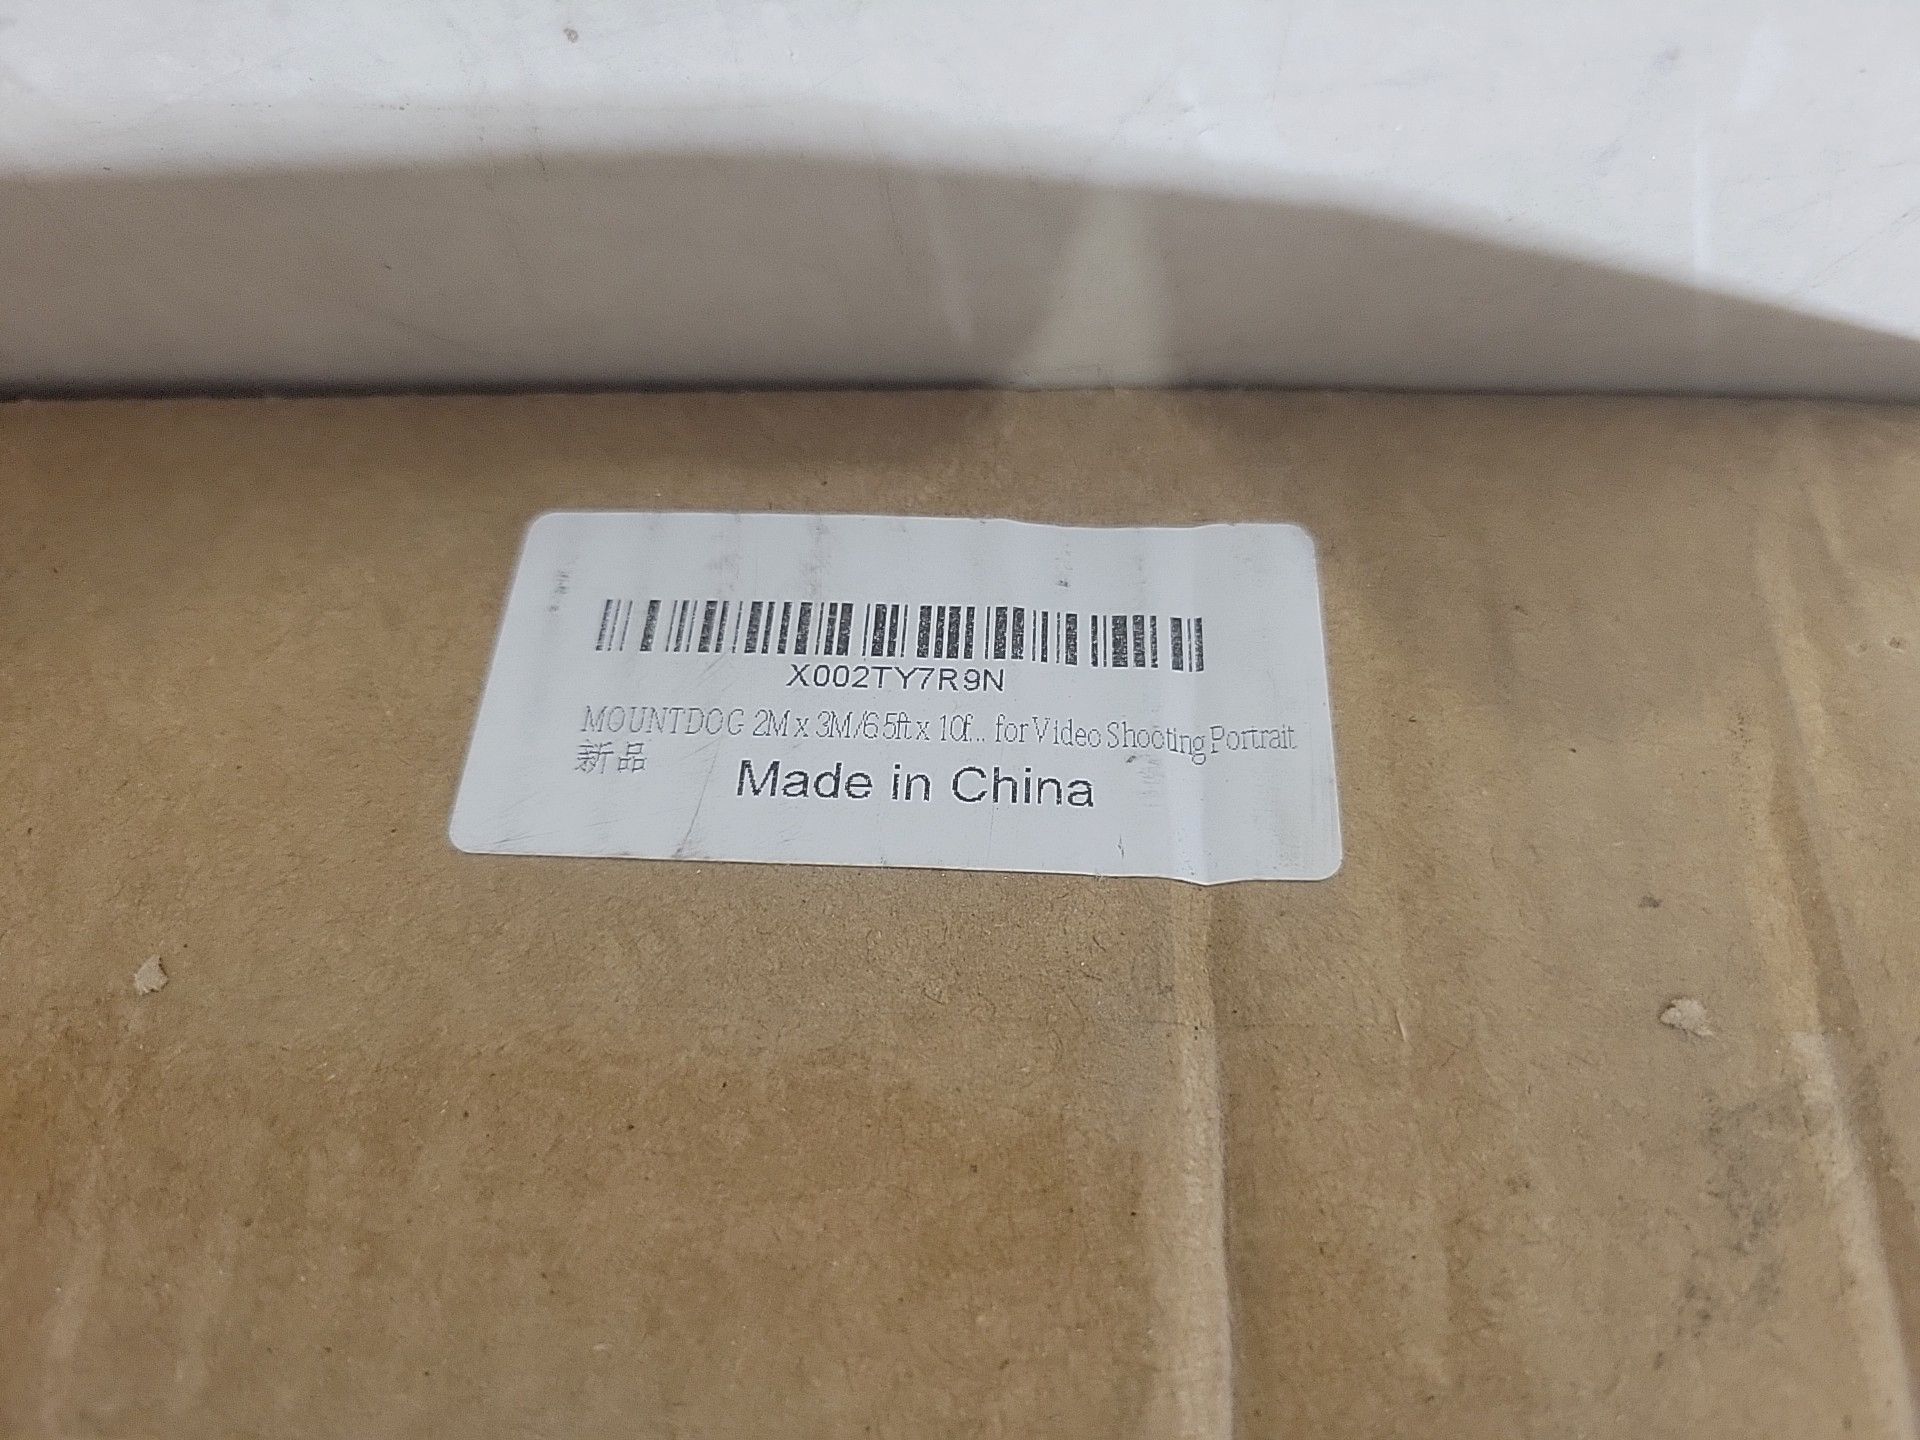 X002TY7R9N
MOUNTDOG 2M x 3M/6.5ft x 10f... for Video Shooting Portrait
新品
Made in China